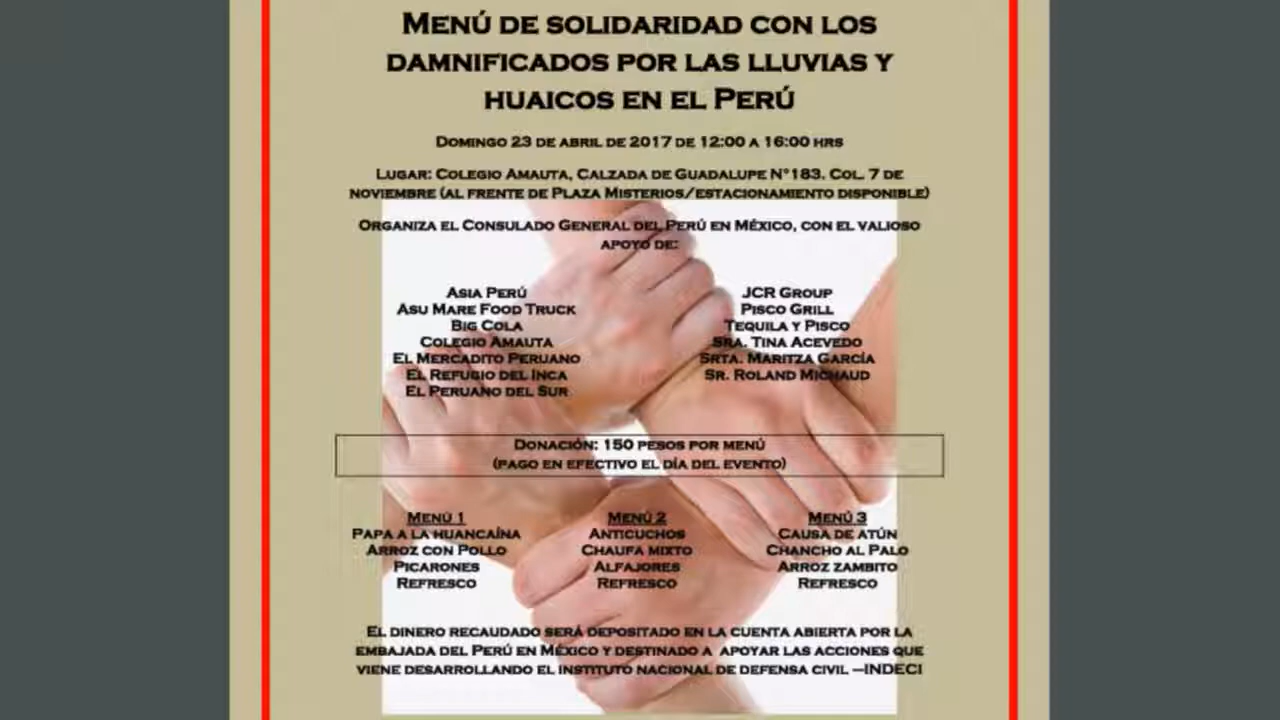 MENÚ DE SOLIDARIDAD CON LOS
DAMNIFICADOS POR LAS LLUVIAS Y
HUAICOS EN EL PERÚ
DOMINGO 23 DE ABRIL DE 2017 DE 12:00 A 16:00 HRS
LUGAR: COLEGIO AMAUTA, CALZADA DE GUADALUPE N°183. COL. 7 DE
NOVIEMBRE (AL FRENTE DE PLAZA MISTERIOS/ESTACIONAMIENTO DISPONIBLE)
ORGANIZA EL CONSULADO GENERAL DEL PERÚ EN MÉXICO, CON EL VALIOSO
APOYO DE:
ASIA PERÚ
ASU MARE FOOD TRUCK
BIG COLA
COLEGIO AMAUTA
EL MERCADITO PERUANO
EL REFUGIO DEL INCA
EL PERUANO DEL SUR
JCR GROUP
PISCO GRILL
TEQUILA Y PISCO
SRA. TINA ACEVEDO
SRTA. MARITZA GARCÍA
SR. ROLAND MICHAUD
DONACIÓN: 150 PESOS POR MENÚ
(PAGO EN EFECTIVO EL DÍA DEL EVENTO)
MENÚ 1
PAPA A LA HUANCAÍNA
ARROZ CON POLLO
PICARONES
REFRESCO
MENÚ 2
ANTICUCHOS
CHAUFA MIXTO
ALFAJORES
REFRESCO
MENÚ 3
CAUSA DE ATÚN
CHANCHO AL PALO
ARROZ ZAMBITO
REFRESCO
EL DINERO RECAUDADO SERÁ DEPOSITADO EN LA CUENTA ABIERTA POR LA
EMBAJADA DEL PERÚ EN MÉXICO Y DESTINADO A APOYAR LAS ACCIONES QUE
VIENE DESARROLLANDO EL INSTITUTO NACIONAL DE DEFENSA CIVIL —INDECI